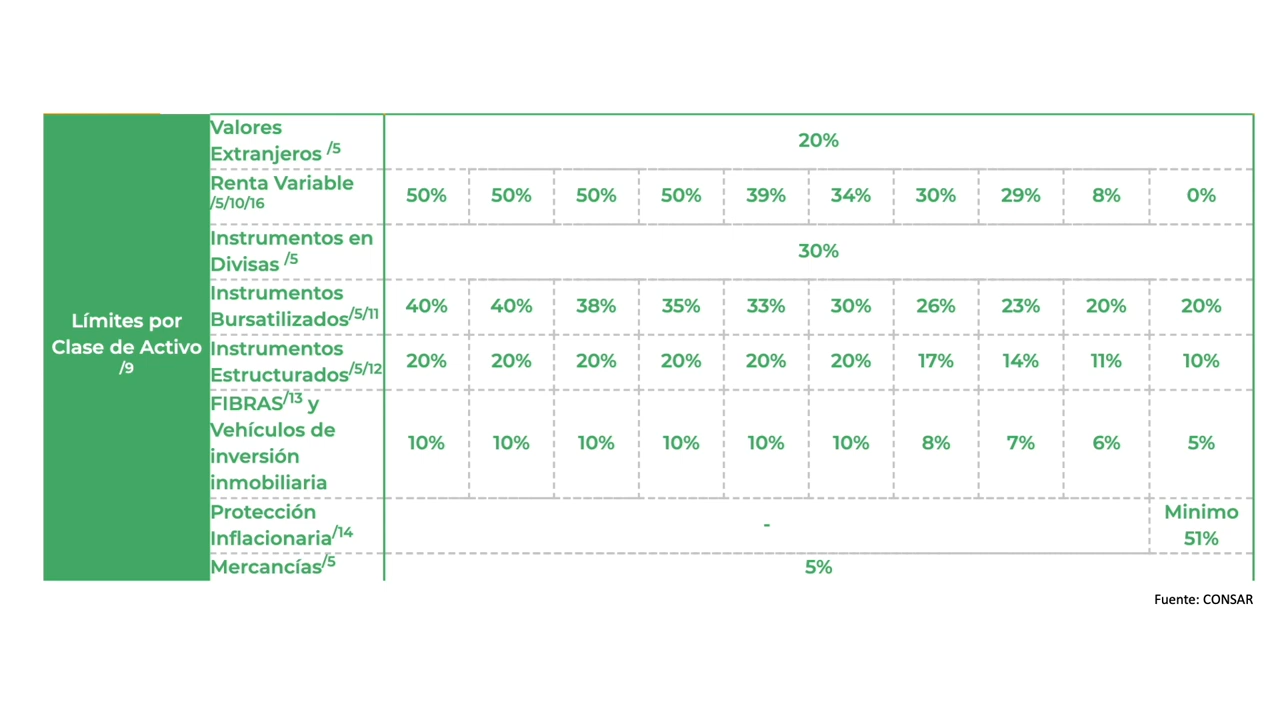 Límites por
Clase de Activo
/9
Valores
Extranjeros /5
20%
Renta Variable
/5/10/16
50% 50% 50% 50% 39% 34% 30% 29% 8% 0%
Instrumentos en
Divisas /5
30%
Instrumentos
Bursatilizados/5/11
40% 40% 38% 35% 33% 30% 26% 23% 20% 20%
Instrumentos
Estructurados/5/12
20% 20% 20% 20% 20% 20% 17% 14% 11% 10%
FIBRAS/13 y
Vehículos de
inversión
inmobiliaria
10% 10% 10% 10% 10% 10% 8% 7% 6% 5%
Protección
Inflacionaria/14
-
Minimo
51%
Mercancías/5
5%
Fuente: CONSAR